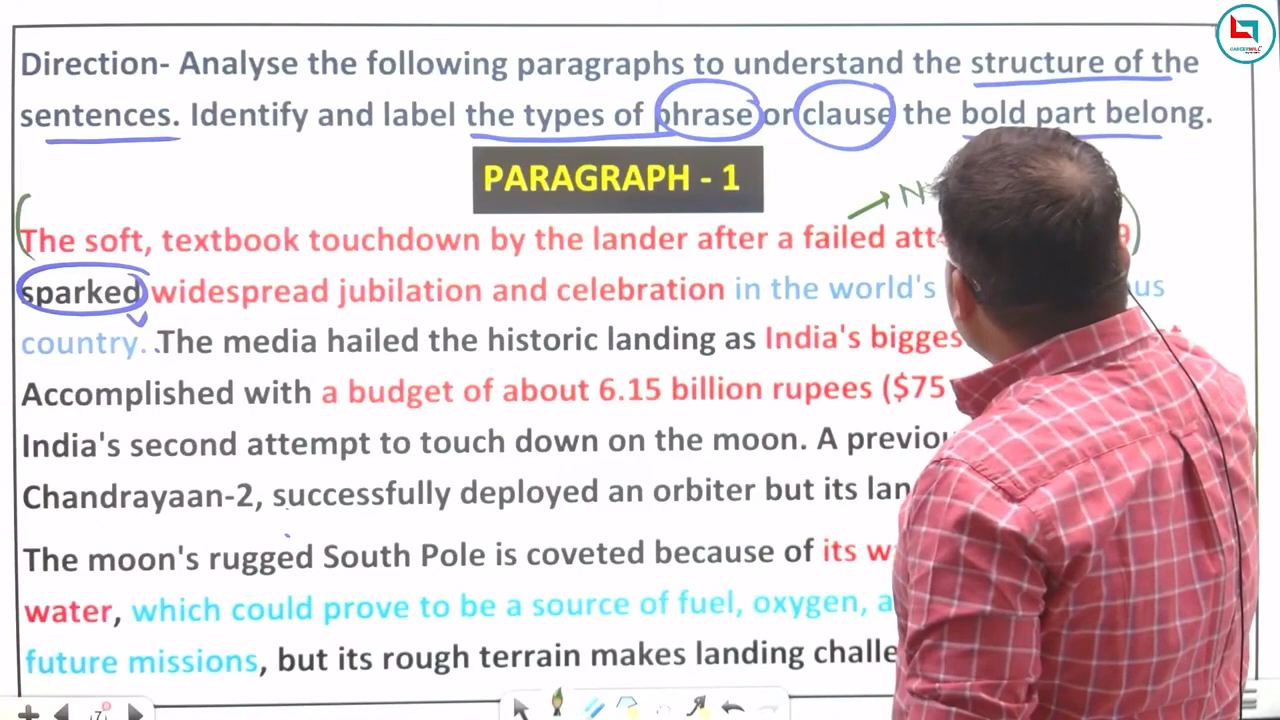 Direction- Analyse the following paragraphs to understand the structure of the
sentences. Identify and label the types of phrase or clause the bold part belong.
PARAGRAPH - 1
The soft, textbook touchdown by the lander after a failed
sparked widespread jubilation and celebration in the world's
country. The media hailed the historic landing as India's
Accomplished with a budget of about 6.15 billion rupees ($75
India's second attempt to touch down on the moon. A
Chandrayaan-2, successfully deployed an orbiter but its
The moon's rugged South Pole is coveted because of its
water, which could prove to be a source of fuel, oxygen,
future missions, but its rough terrain makes landing
7